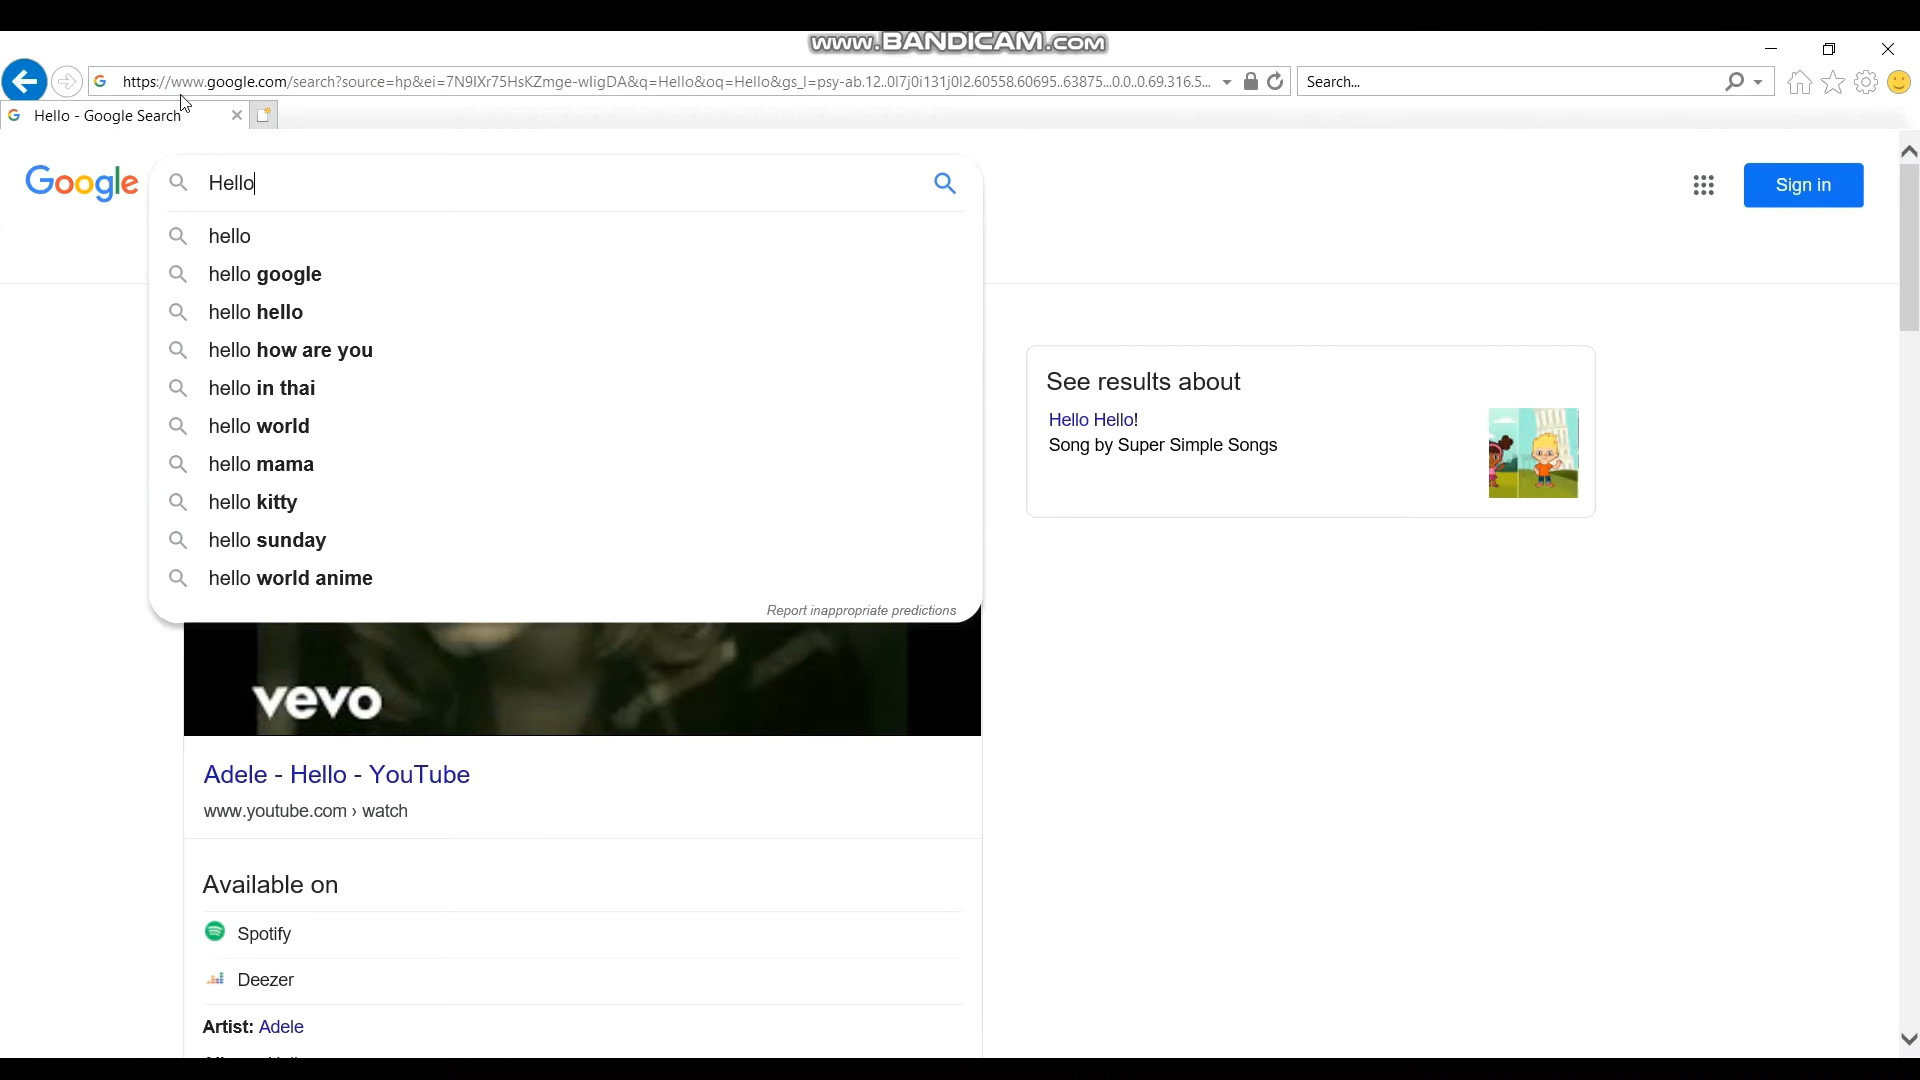 www.BANDICAM.com
https://www.google.com/search?source=hp&ei=7N9IXr75HsKZmge-wIigDA&q=Hello&oq=Hello&gs_l=psy-ab.12..0l7j0i131j0l2.60558.60695..63875...0.0..0.69.316.5...
Search...
Hello - Google Search
Google
Hello
Sign in
hello
hello google
hello hello
hello how are you
hello in thai
hello world
hello mama
hello kitty
hello sunday
hello world anime
Report inappropriate predictions
See results about
Hello Hello!
Song by Super Simple Songs
vevo
Adele - Hello - YouTube
www.youtube.com › watch
Available on
Spotify
Deezer
Artist: Adele